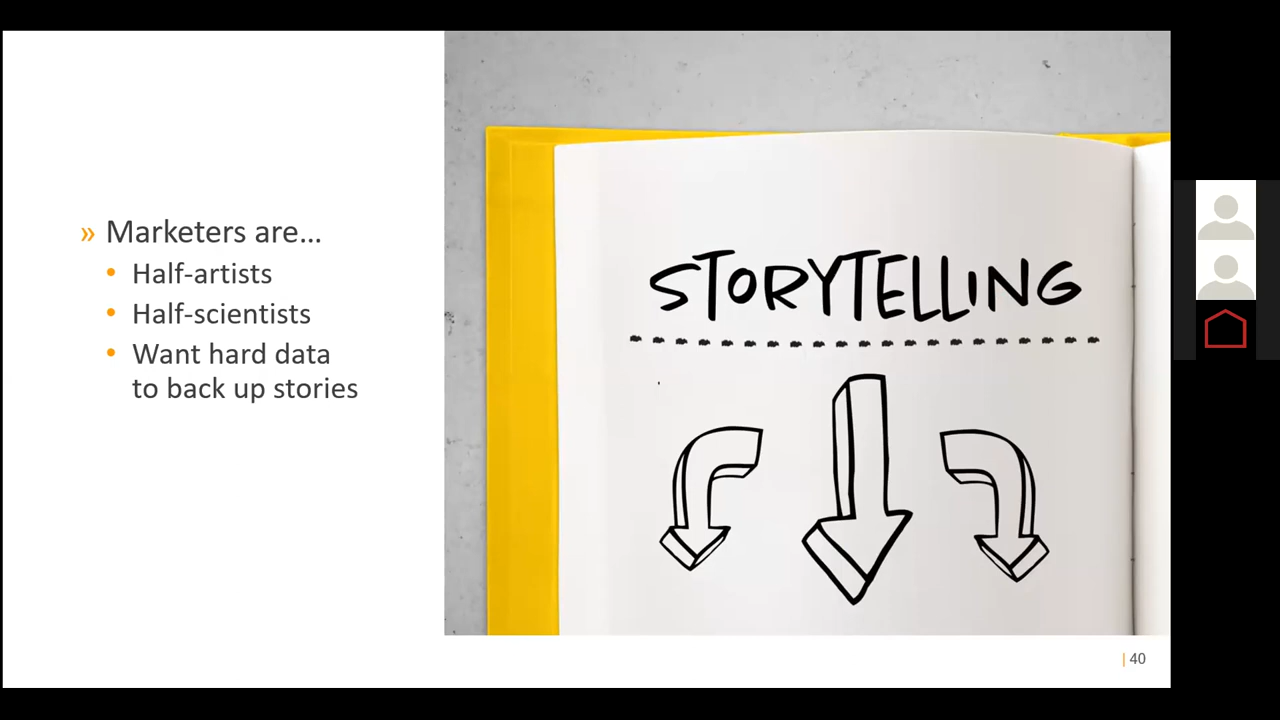 » Marketers are...
• Half-artists
• Half-scientists
• Want hard data
to back up stories
STORYTELLING
| 40